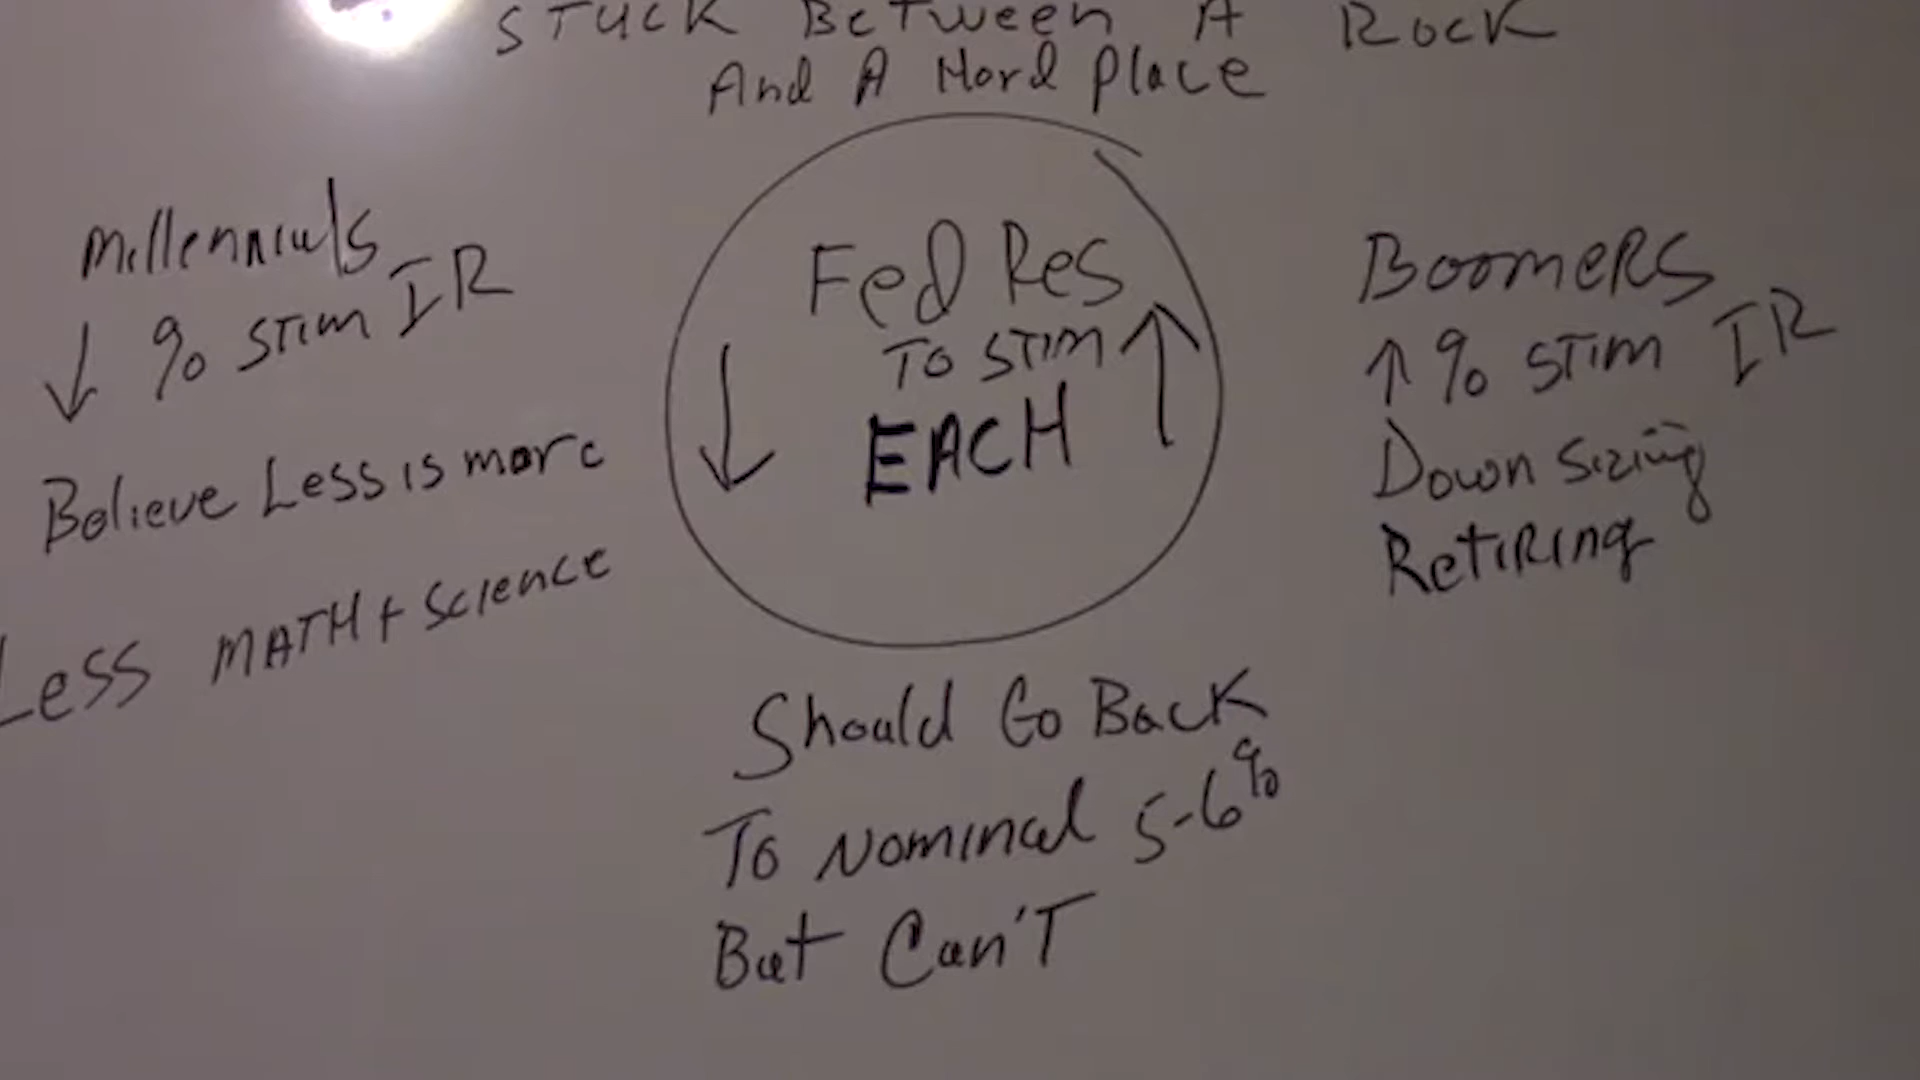 STUCK BeTween A ROCK
And A Hard Place
Millennials
↓ % STim IR
Believe Less is more
Less MATH + Science
Fed Res
TO STIM
↓ EACH ↑
Boomers
↑ % STim IR
Down Sizing
Retiring
Should Go Back
To Nominal 5-6%
But Can'T